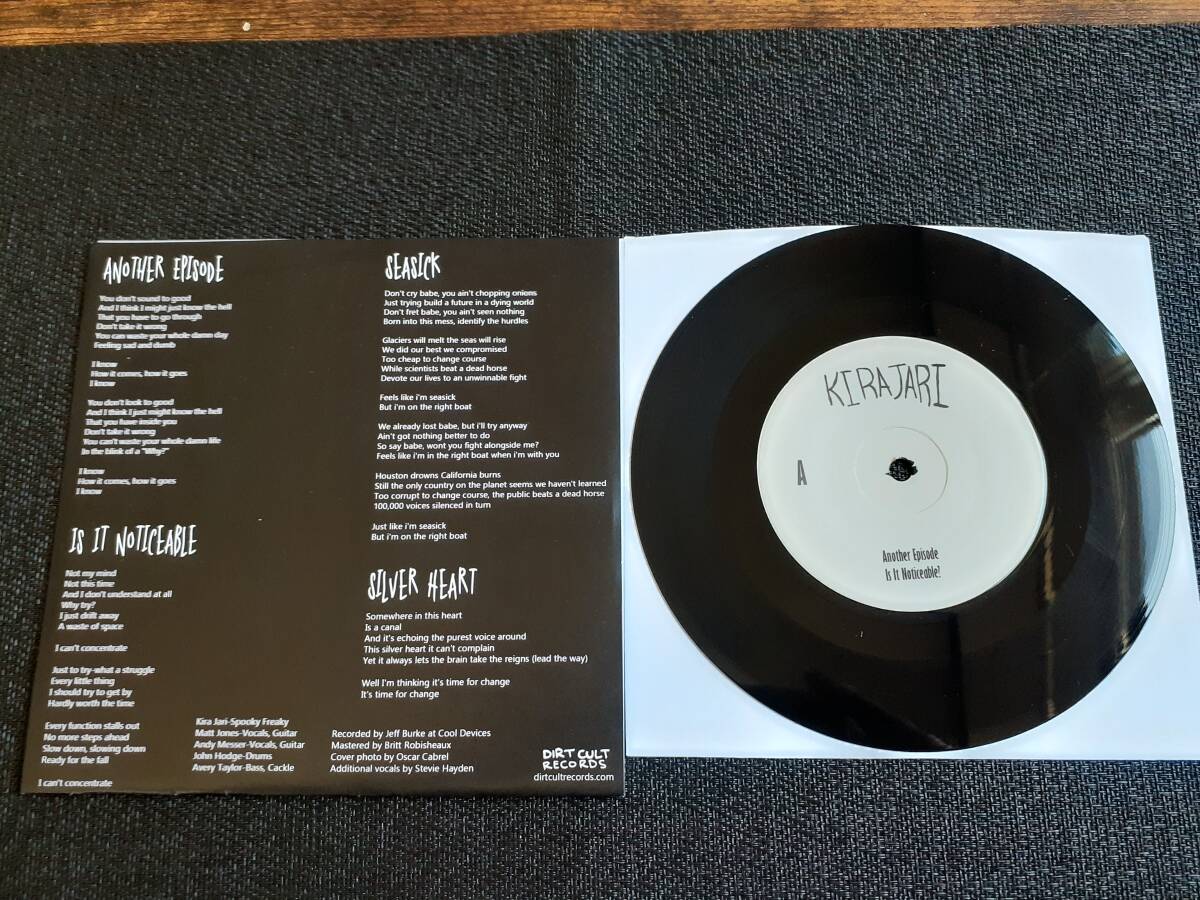 ANOTHER EPISODE
You don't sound to good
And I think I might just know the hell
That you have to go through
Don't take it wrong
You can waste your whole damn day
Feeling sad and dumb
I know
How it comes, how it goes
I know
You don't look to good
And I think I just might know the hell
That you have inside you
Don't take it wrong
You can't waste your whole damn life
In the blink of a "Why?"
I know
How it comes, how it goes
I know
IS IT NOTICEABLE
Not my mind
Not this time
And I don't understand at all
Why try?
I just drift away
A waste of space
I can't concentrate
Just to try-what a struggle
Every little thing
I should try to get by
Hardly worth the time
Every function stalls out
No more steps ahead
Slow down, slowing down
Ready for the fall
I can't concentrate
SEASICK
Don't cry babe, you ain't chopping onions
Just trying build a future in a dying world
Don't fret babe, you ain't seen nothing
Born into this mess, identify the hurdles
Glaciers will melt the seas will rise
We did our best we compromised
Too cheap to change course
While scientists beat a dead horse
Devote our lives to an unwinnable fight
Feels like i'm seasick
But i'm on the right boat
We already lost babe, but i'll try anyway
Ain't got nothing better to do
So say babe, wont you fight alongside me?
Feels like i'm in the right boat when i'm with you
Houston drowns California burns
Still the only country on the planet seems we haven't learned
Too corrupt to change course, the public beats a dead horse
100,000 voices silenced in turn
Just like i'm seasick
But i'm on the right boat
SILVER HEART
Somewhere in this heart
Is a canal
And it's echoing the purest voice around
This silver heart it can't complain
Yet it always lets the brain take the reigns (lead the way)
Well I'm thinking it's time for change
It's time for change
Kira Jari-Spooky Freaky
Matt Jones-Vocals, Guitar
Andy Messer-Vocals, Guitar
John Hodge-Drums
Avery Taylor-Bass, Cackle
Recorded by Jeff Burke at Cool Devices
Mastered by Britt Robisheaux
Cover photo by Oscar Cabrel
Additional vocals by Stevie Hayden
DIRT CULT
RECORDS
dirtcultrecords.com
KIRAJARI
A
Another Episode
Is It Noticeable?